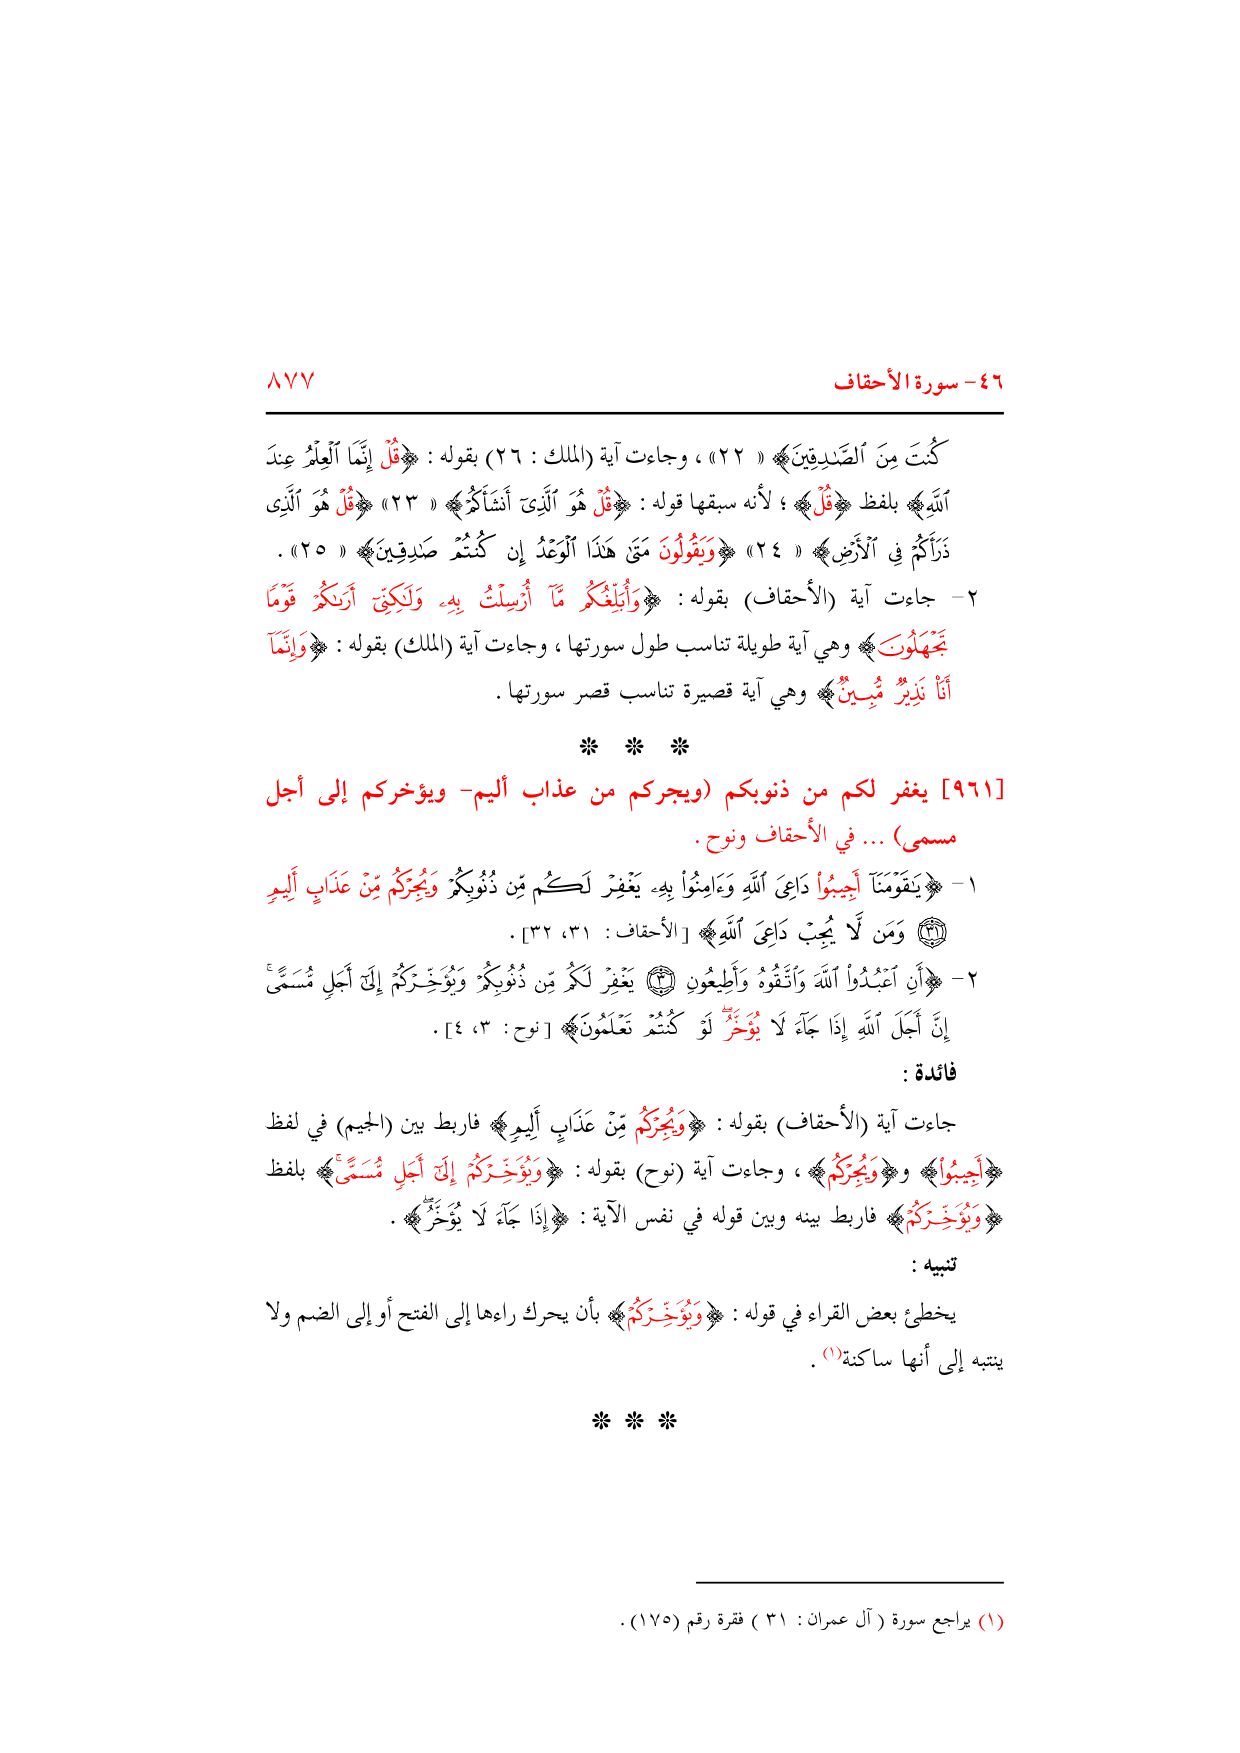 ٤٦- سورة الأحقاف ٨٧٧
كُنتَ مِنَ ٱلصَّـٰدِقِينَ﴾ « ٢٢» ، وجاءت آية (الملك : ٢٦) بقوله : ﴿قُلْ إِنَّمَا ٱلْعِلْمُ عِندَ
ٱللَّهِ﴾ بلفظ ﴿قُلْ﴾ ؛ لأنه سبقها قوله : ﴿قُلْ هُوَ ٱلَّذِىٓ أَنشَأَكُمْ﴾ « ٢٣» ﴿قُلْ هُوَ ٱلَّذِى
ذَرَأَكُمْ فِى ٱلْأَرْضِ﴾ « ٢٤» ﴿وَيَقُولُونَ مَتَىٰ هَـٰذَا ٱلْوَعْدُ إِن كُنتُمْ صَـٰدِقِينَ﴾ « ٢٥» .
٢- جاءت آية (الأحقاف) بقوله : ﴿وَأُبَلِّغُكُم مَّآ أُرْسِلْتُ بِهِۦ وَلَـٰكِنِّىٓ أَرَىٰكُمْ قَوْمًا
تَجْهَلُونَ﴾ وهي آية طويلة تناسب طول سورتها ، وجاءت آية (الملك) بقوله : ﴿وَإِنَّمَآ
أَنَا۠ نَذِيرٌ مُّبِينٌ﴾ وهي آية قصيرة تناسب قصر سورتها .
❊ ❊ ❊
[٩٦١] يغفر لكم من ذنوبكم (ويجركم من عذاب أليم- ويؤخركم إلى أجل
مسمى) ... في الأحقاف ونوح .
١- ﴿يَـٰقَوْمَنَآ أَجِيبُوا۟ دَاعِىَ ٱللَّهِ وَءَامِنُوا۟ بِهِۦ يَغْفِرْ لَكُم مِّن ذُنُوبِكُمْ وَيُجِرْكُم مِّنْ عَذَابٍ أَلِيمٍ
٣١ وَمَن لَّا يُجِبْ دَاعِىَ ٱللَّهِ﴾ [الأحقاف : ٣١، ٣٢] .
٢- ﴿أَنِ ٱعْبُدُوا۟ ٱللَّهَ وَٱتَّقُوهُ وَأَطِيعُونِ ٣ يَغْفِرْ لَكُم مِّن ذُنُوبِكُمْ وَيُؤَخِّرْكُمْ إِلَىٰٓ أَجَلٍ مُّسَمًّىۚ
إِنَّ أَجَلَ ٱللَّهِ إِذَا جَآءَ لَا يُؤَخَّرُۖ لَوْ كُنتُمْ تَعْلَمُونَ﴾ [نوح : ٣، ٤] .
فائدة :
جاءت آية (الأحقاف) بقوله : ﴿وَيُجِرْكُم مِّنْ عَذَابٍ أَلِيمٍ﴾ فاربط بين (الجيم) في لفظ
﴿أَجِيبُوا۟﴾ و﴿وَيُجِرْكُم﴾ ، وجاءت آية (نوح) بقوله : ﴿وَيُؤَخِّرْكُمْ إِلَىٰٓ أَجَلٍ مُّسَمًّىۚ﴾ بلفظ
﴿وَيُؤَخِّرْكُمْ﴾ فاربط بينه وبين قوله في نفس الآية : ﴿إِذَا جَآءَ لَا يُؤَخَّرُۖ﴾ .
تنبيه :
يخطئ بعض القراء في قوله : ﴿وَيُؤَخِّرْكُمْ﴾ بأن يحرك راءها إلى الفتح أو إلى الضم ولا
ينتبه إلى أنها ساكنة(١) .
❊ ❊ ❊
(١) يراجع سورة ( آل عمران : ٣١ ) فقرة رقم (١٧٥) .